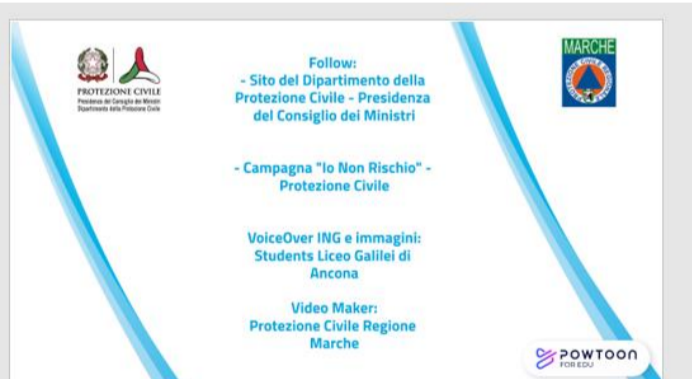 PROTEZIONE CIVILE
Presidenza del Consiglio dei Ministri
Dipartimento della Protezione Civile
MARCHE
Follow:
- Sito del Dipartimento della
Protezione Civile - Presidenza
del Consiglio dei Ministri
- Campagna "Io Non Rischio" -
Protezione Civile
VoiceOver ING e immagini:
Students Liceo Galilei di
Ancona
Video Maker:
Protezione Civile Regione
Marche
POWTOON
FOR EDU